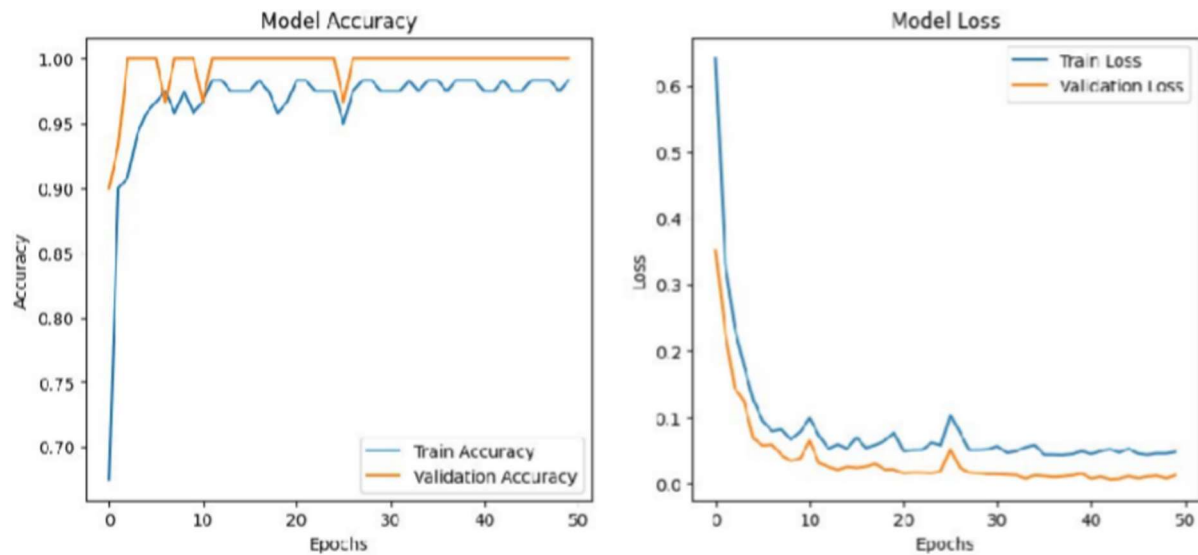 Model Accuracy
1.00
0.95
0.90
0.85
0.80
0.75
0.70
Accuracy
0
10
20
30
40
50
Epochs
Train Accuracy
Validation Accuracy
Model Loss
0.6
0.5
0.4
0.3
0.2
0.1
0.0
Loss
0
10
20
30
40
50
Epochs
Train Loss
Validation Loss